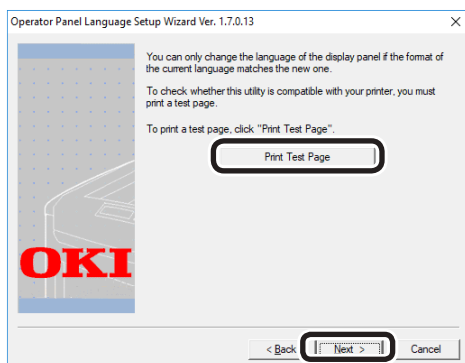 Operator Panel Language Setup Wizard Ver. 1.7.0.13
You can only change the language of the display panel if the format of
the current language matches the new one.
To check whether this utility is compatible with your printer, you must
print a test page.
To print a test page, click "Print Test Page".
Print Test Page
OKI
< Back
Next >
Cancel